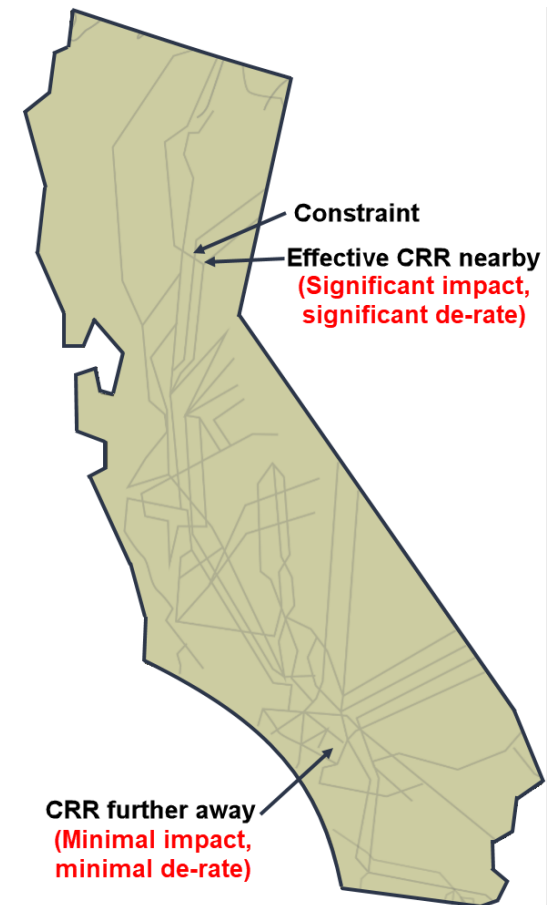 Constraint
Effective CRR nearby
(Significant impact,
significant de-rate)
CRR further away
(Minimal impact,
minimal de-rate)